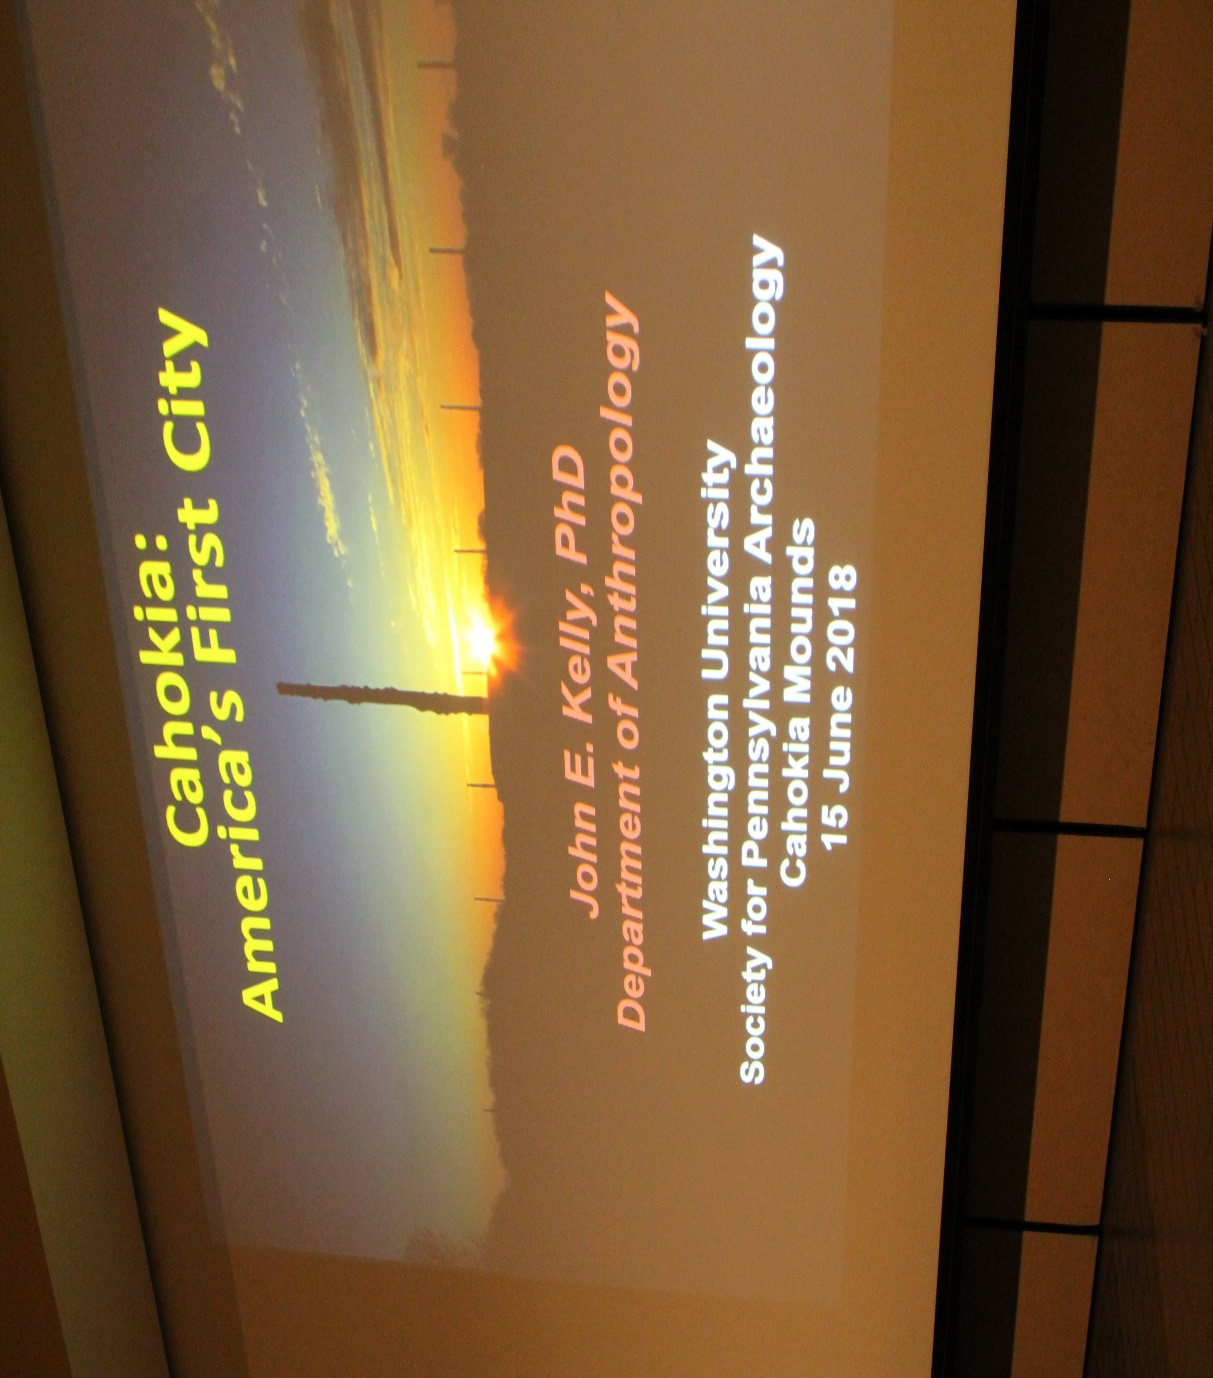 Cahokia:
America's First City
John E. Kelly, PhD
Department of Anthropology
Washington University
Society for Pennsylvania Archaeology
Cahokia Mounds
15 June 2018